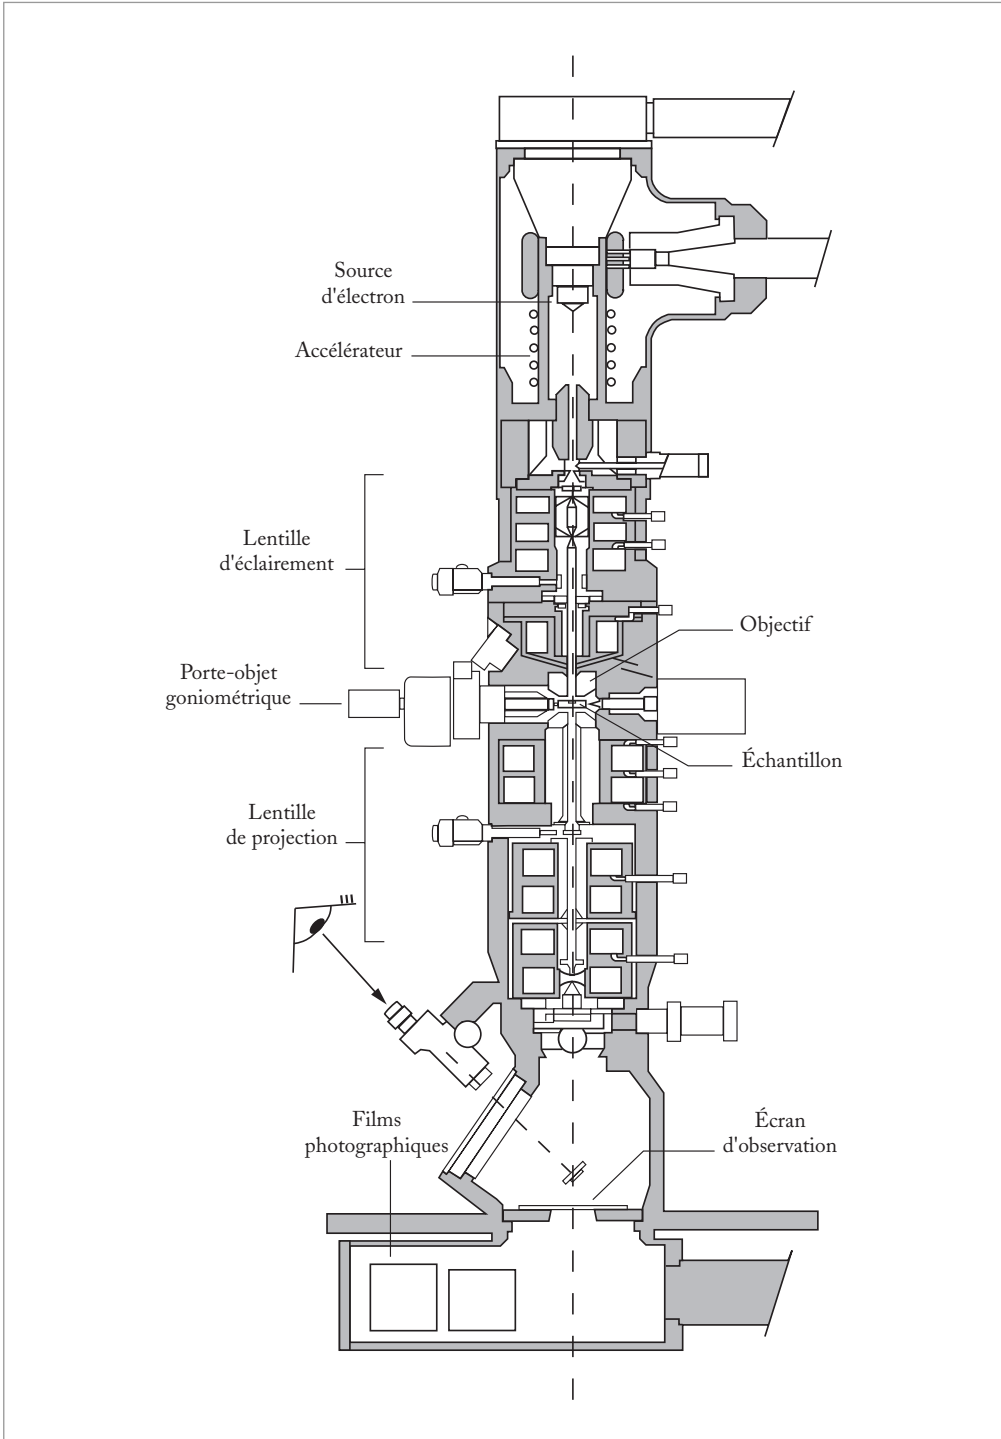 Source
d'électron
Accélérateur
Lentille
d'éclairement
Objectif
Porte-objet
goniométrique
Échantillon
Lentille
de projection
Films
photographiques
Écran
d'observation